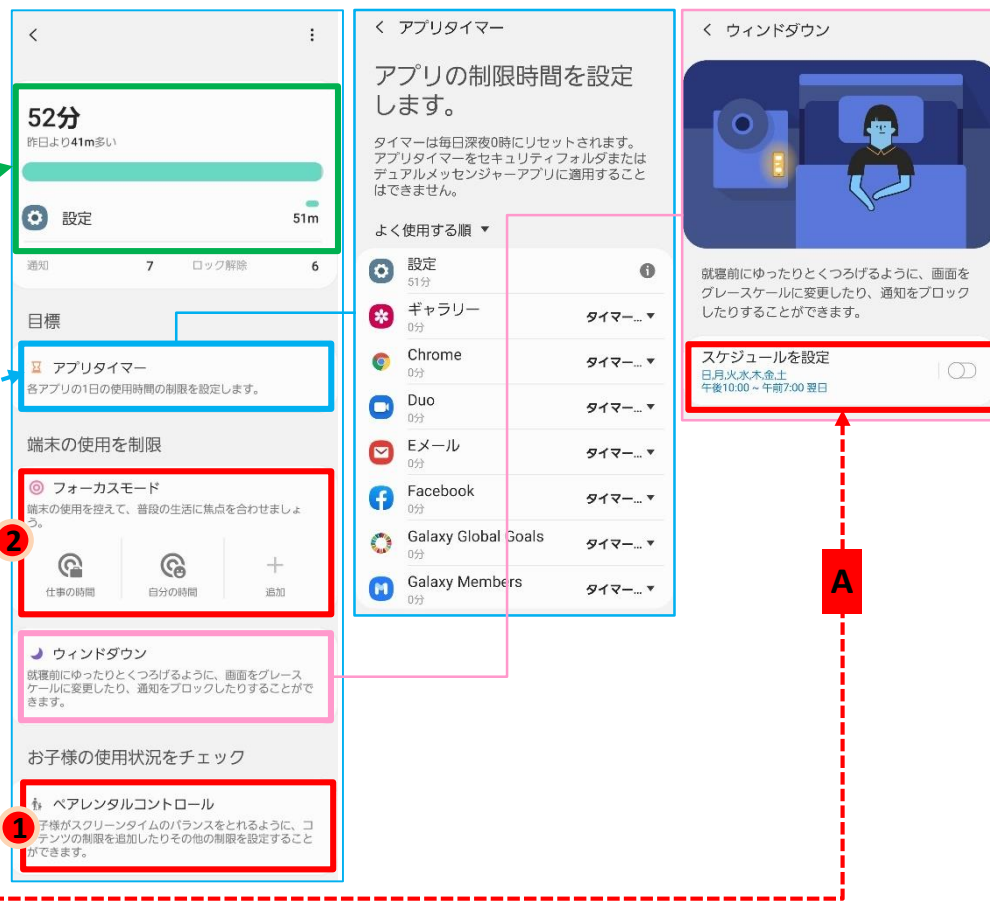 52分
昨日より41m多い
設定
51m
通知 7 ロック解除 6
目標
アプリタイマー
各アプリの1日の使用時間の制限を設定します。
端末の使用を制限
フォーカスモード
端末の使用を控えて、普段の生活に焦点を合わせましょ
う。
2
仕事の時間 自分の時間 追加
ウィンドダウン
就寝前にゆったりとくつろげるように、画面をグレース
ケールに変更したり、通知をブロックしたりすることがで
きます。
お子様の使用状況をチェック
ペアレンタルコントロール
子様がスクリーンタイムのバランスをとれるように、コ
テンツの制限を追加したりその他の制限を設定すること
ができます。
1
アプリタイマー
アプリの制限時間を設定
します。
タイマーは毎日深夜0時にリセットされます。
アプリタイマーをセキュリティフォルダまたは
デュアルメッセンジャーアプリに適用すること
はできません。
よく使用する順 ▼
設定
51分
ギャラリー
0分
タイマー... ▼
Chrome
0分
タイマー... ▼
Duo
0分
タイマー... ▼
Eメール
0分
タイマー... ▼
Facebook
0分
タイマー... ▼
Galaxy Global Goals
0分
タイマー... ▼
Galaxy Members
0分
タイマー... ▼
ウィンドダウン
就寝前にゆったりとくつろげるように、画面を
グレースケールに変更したり、通知をブロック
したりすることができます。
スケジュールを設定
日,月,火,水,木,金,土
午後10:00 ~ 午前7:00 翌日
A